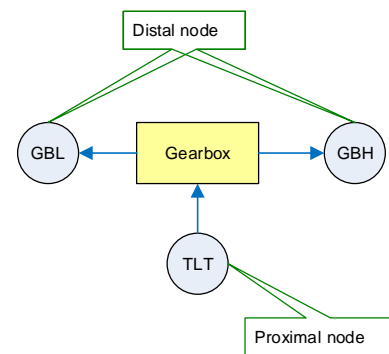 Distal node
GBL
Gearbox
GBH
TLT
Proximal node